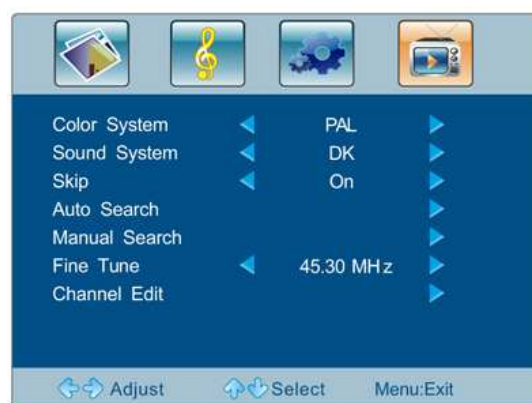 Color System PAL
Sound System DK
Skip On
Auto Search
Manual Search
Fine Tune 45.30 MHz
Channel Edit
Adjust Select Menu:Exit